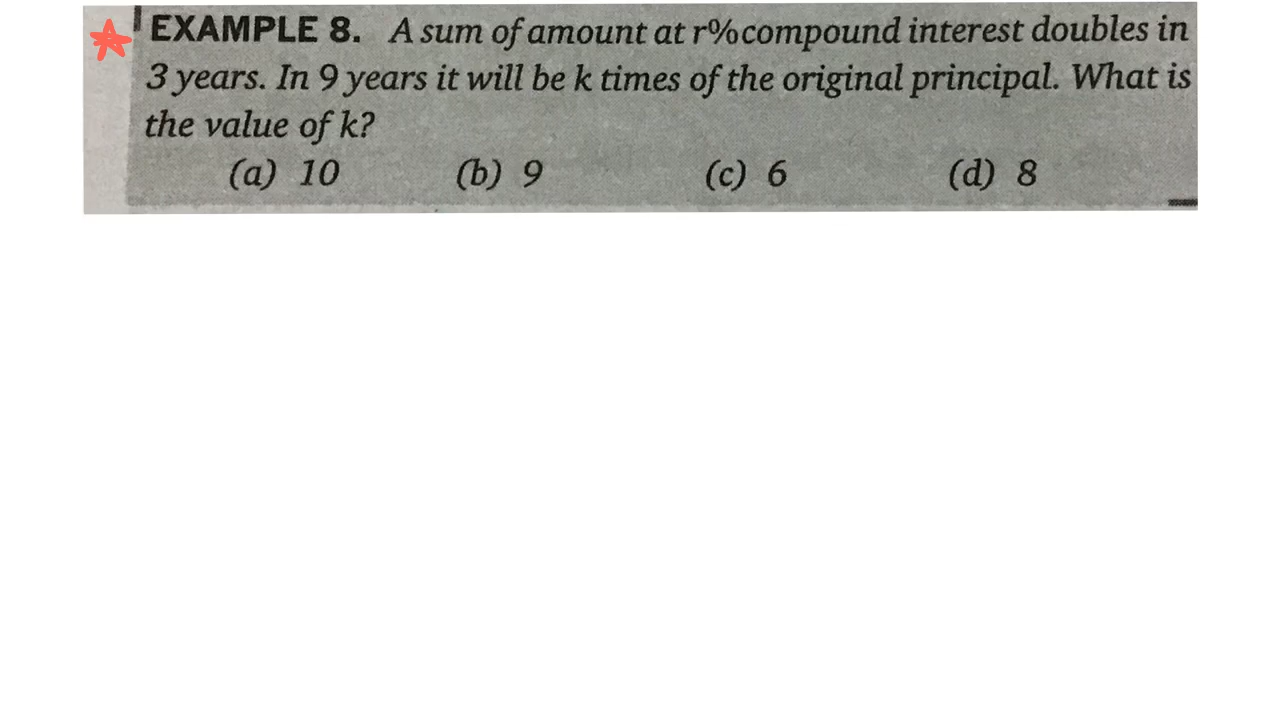 EXAMPLE 8. A sum of amount at r% compound interest doubles in
3 years. In 9 years it will be k times of the original principal. What is
the value of k?
(a) 10 (b) 9 (c) 6 (d) 8